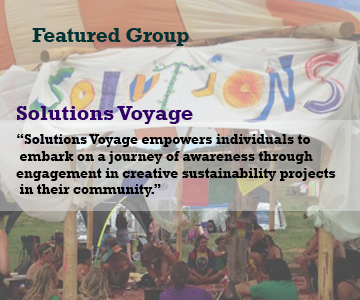 Featured Group
SOLUTIONS
Solutions Voyage
“Solutions Voyage empowers individuals to
embark on a journey of awareness through
engagement in creative sustainability projects
in their community.”